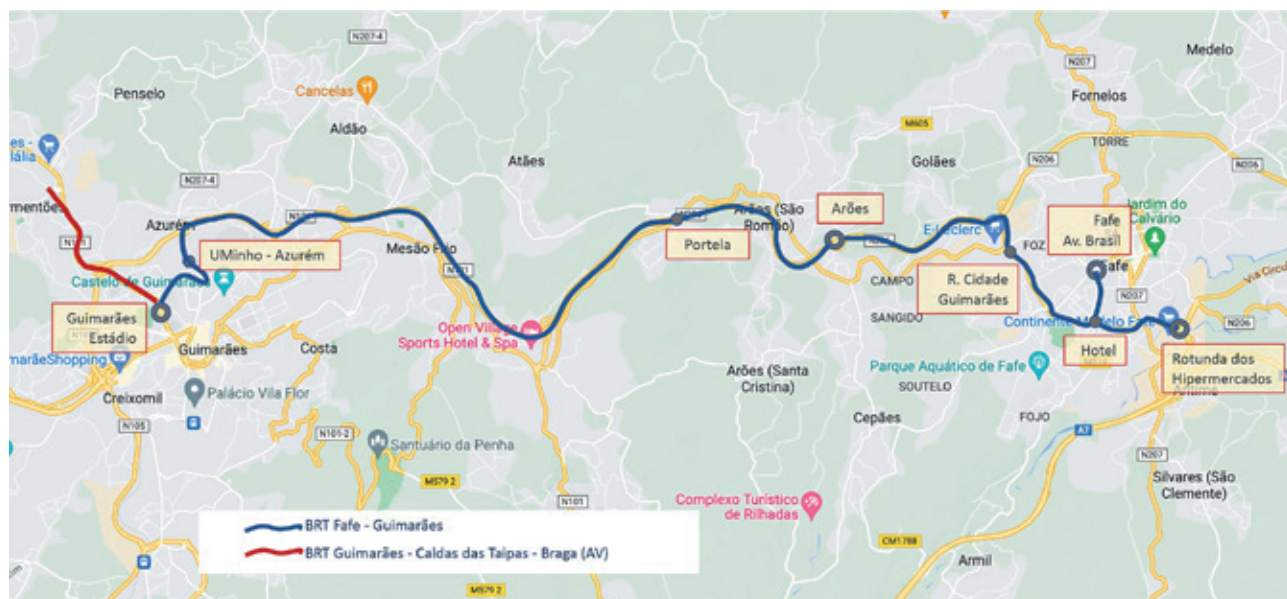 N207-4
N207
Medelo
Penselo
Cancelas
Aldão
Fornelos
M605
TORRE
Atães
Golães
N206
N206
N207-4
Azurém
Arões (São
Romão)
Arões
E-Leclerc
FOZ
Fafe
Av. Brasil
Jardim do
Calvário
Mesão Frio
UMinho - Azurém
Portela
CAMPO
R. Cidade
Guimarães
Fafe
Via Circu
Castelo de Guimarães
N101
SANGIDO
N207
Guimarães
Estádio
Open Village
Sports Hotel & Spa
Continente Modelo Fafe
N206
Guimarães
Costa
Hotel
Rotunda dos
Hipermercados
Parque Aquático de Fafe
Arões (Santa
Cristina)
SOUTELO
Creixomil
Palácio Vila Flor
Cepães
FOJO
N105
N101-2
Santuário da Penha
A7
N207
M579 2
Silvares (São
Clemente)
N101
Complexo Turístico
de Rilhadas
BRT Fafe - Guimarães
BRT Guimarães - Caldas das Taipas - Braga (AV)
CM1788
Armil
M579 2